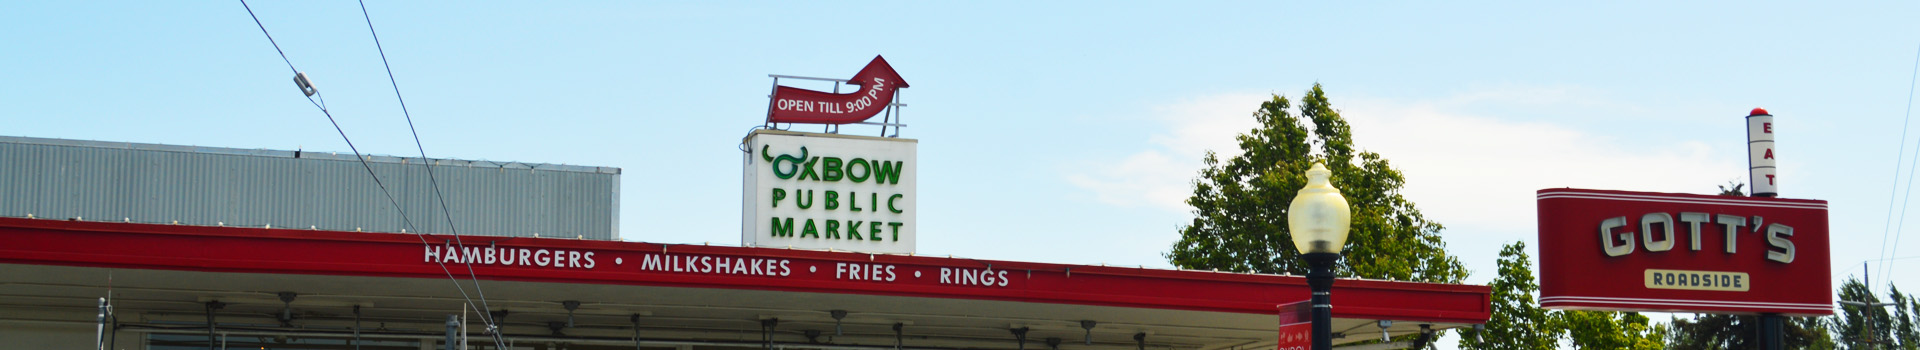 OPEN TILL 9:00 PM
OXBOW
PUBLIC
MARKET
HAMBURGERS • MILKSHAKES • FRIES • RINGS
EAT
GOTT'S
ROADSIDE